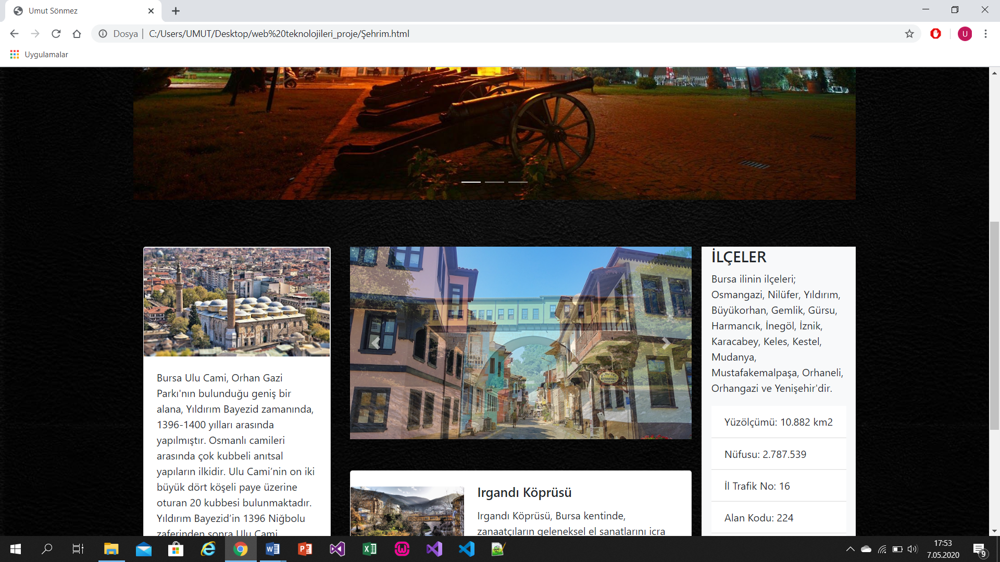 Umut Sönmez
Dosya
C:/Users/UMUT/Desktop/web%20teknolojileri_proje/Şehrim.html
U
Uygulamalar
Bursa Ulu Cami, Orhan Gazi
Parkı'nın bulunduğu geniş bir
alana, Yıldırım Bayezid zamanında,
1396-1400 yılları arasında
yapılmıştır. Osmanlı camileri
arasında çok kubbeli anıtsal
yapıların ilkidir. Ulu Cami’nin on iki
büyük dört köşeli paye üzerine
oturan 20 kubbesi bulunmaktadır.
Yıldırım Bayezid’in 1396 Niğbolu
zaferinden sonra Ulu Cami
Irgandı Köprüsü
Irgandı Köprüsü, Bursa kentinde,
zanaatçıların geleneksel el sanatlarını icra
İLÇELER
Bursa ilinin ilçeleri;
Osmangazi, Nilüfer, Yıldırım,
Büyükorhan, Gemlik, Gürsu,
Harmancık, İnegöl, İznik,
Karacabey, Keles, Kestel,
Mudanya,
Mustafakemalpaşa, Orhaneli,
Orhangazi ve Yenişehir'dir.
Yüzölçümü: 10.882 km2
Nüfusu: 2.787.539
İl Trafik No: 16
Alan Kodu: 224
17:53
7.05.2020
9